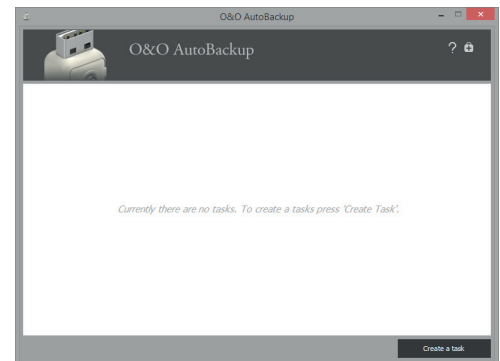 O&O AutoBackup
O&O AutoBackup
?
Currently there are no tasks. To create a tasks press 'Create Task'.
Create a task